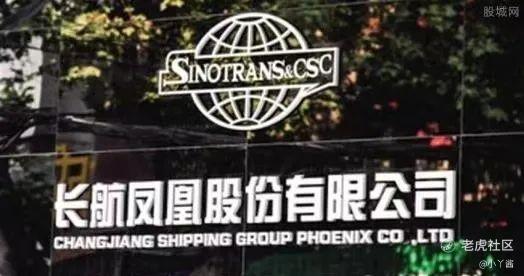 股城网
SINOTRANS&CSC
长航凤凰股份有限公司
CHANGJIANG SHIPPING GROUP PHOENIX CO .,LTD
老虎社区
@小丫酱